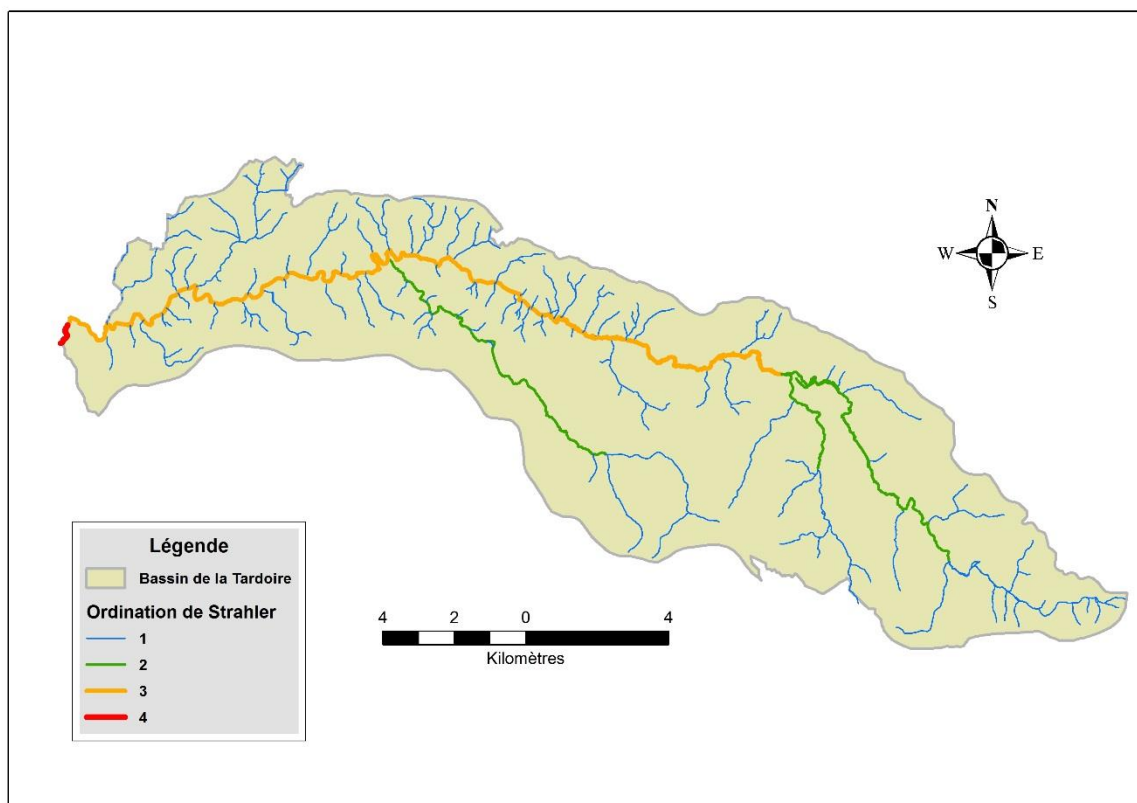 N
W E
S
Légende
Bassin de la Tardoire
Ordination de Strahler
1
2
3
4
4 2 0 4
Kilomètres